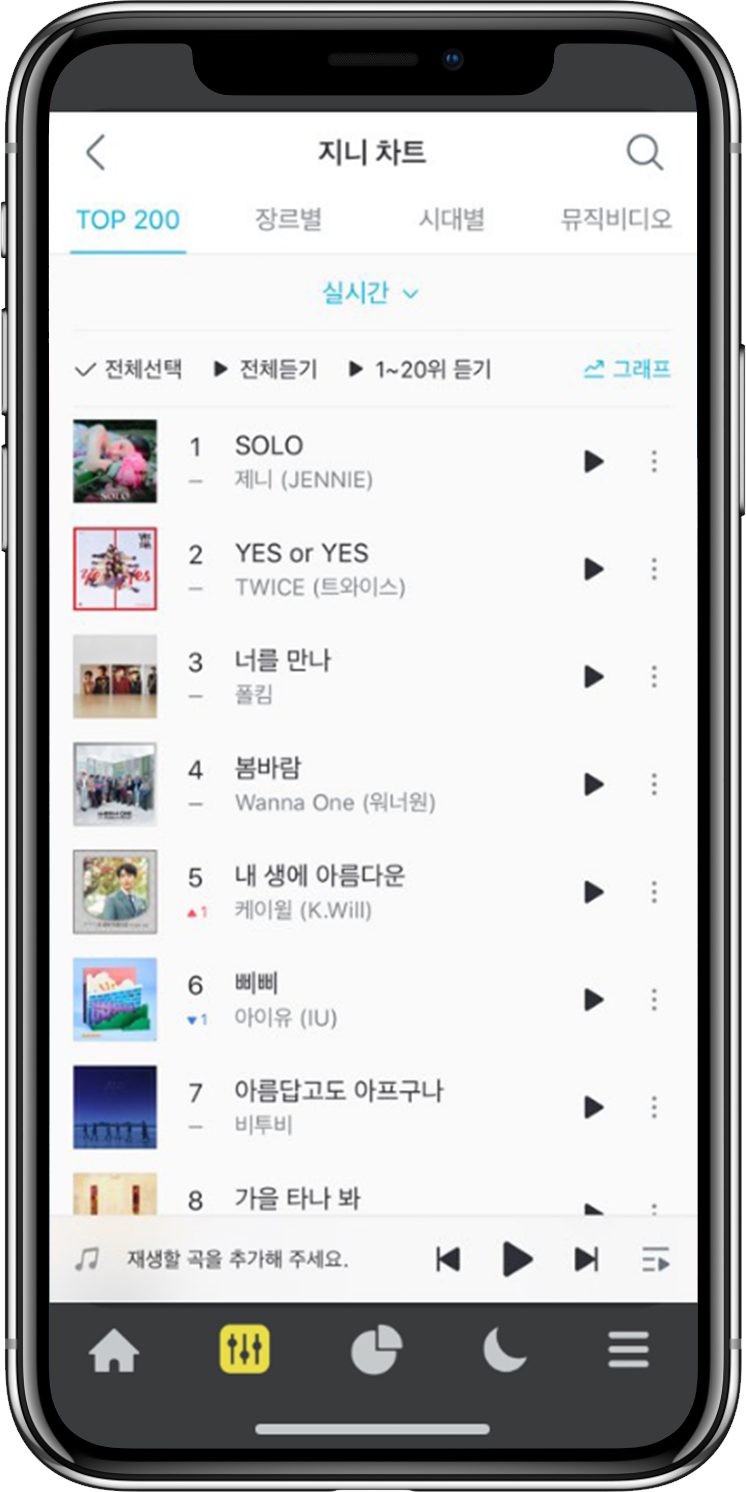 지니 차트
TOP 200 장르별 시대별 뮤직비디오
실시간
전체선택 전체듣기 1~20위 듣기 그래프
SOLO
1 SOLO
제니 (JENNIE)
2 YES or YES
TWICE (트와이스)
3 너를 만나
폴킴
4 봄바람
Wanna One (워너원)
5 내 생에 아름다운
1 케이윌 (K.Will)
6 삐삐
1 아이유 (IU)
7 아름답고도 아프구나
비투비
8 가을 타나 봐
재생할 곡을 추가해 주세요.